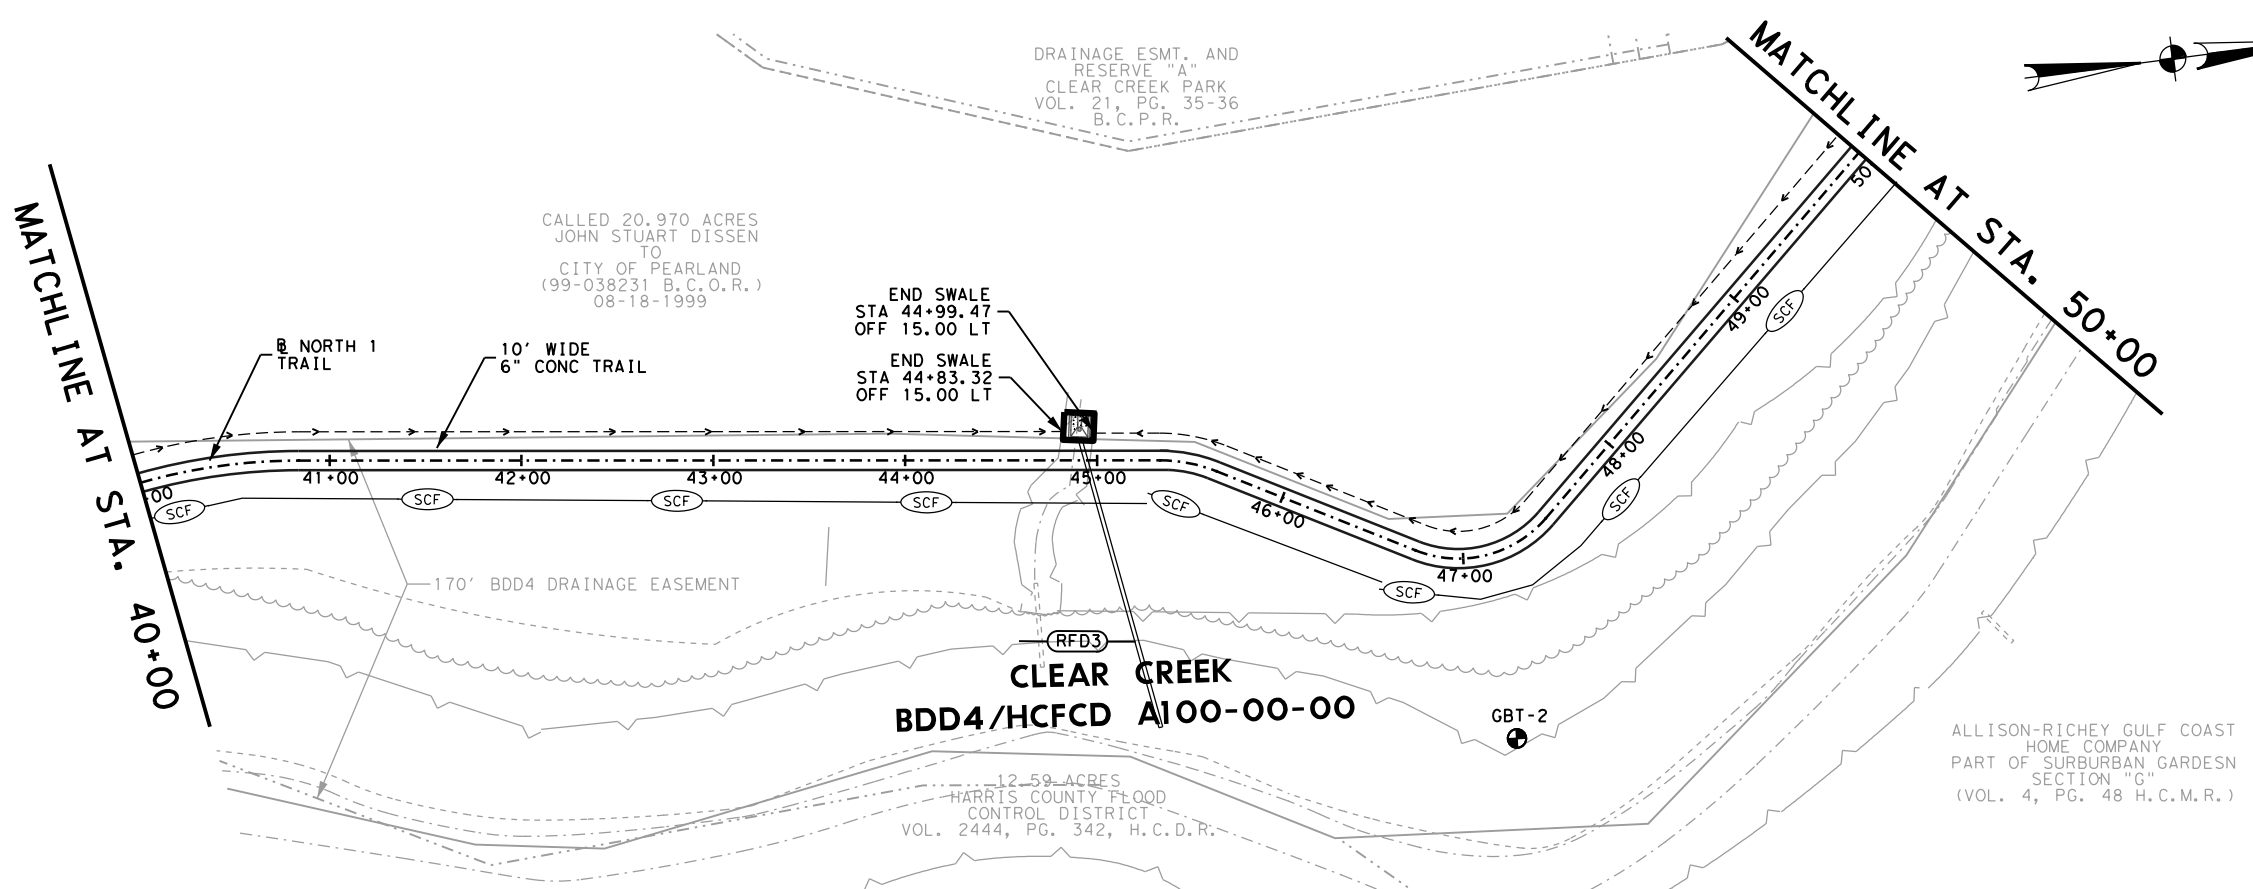 DRAINAGE ESMT. AND
RESERVE "A"
CLEAR CREEK PARK
VOL. 21, PG. 35-36
B.C.P.R.
MATCHLINE AT STA. 50+00
MATCHLINE AT STA. 40+00
CALLED 20.970 ACRES
JOHN STUART DISSEN
TO
CITY OF PEARLAND
(99-038231 B.C.O.R.)
08-18-1999
END SWALE
STA 44+99.47
OFF 15.00 LT
END SWALE
STA 44+83.32
OFF 15.00 LT
BL NORTH 1
TRAIL
10' WIDE
6" CONC TRAIL
00
41+00
42+00
43+00
44+00
45+00
46+00
47+00
48+00
49+00
50
SCF
SCF
SCF
SCF
SCF
SCF
SCF
SCF
170' BDD4 DRAINAGE EASEMENT
RFD3
CLEAR CREEK
BDD4/HCFCD A100-00-00
GBT-2
12.59 ACRES
HARRIS COUNTY FLOOD
CONTROL DISTRICT
VOL. 2444, PG. 342, H.C.D.R.
ALLISON-RICHEY GULF COAST
HOME COMPANY
PART OF SURBURBAN GARDESN
SECTION "G"
(VOL. 4, PG. 48 H.C.M.R.)